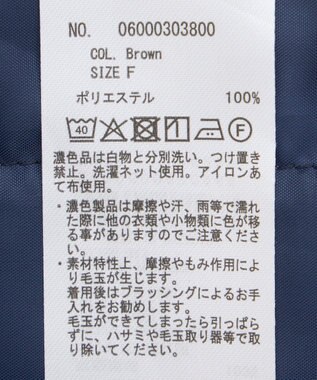 NO. 06000303800
COL. Brown
SIZE F
ポリエステル 100%
40 F
濃色品は白物と分別洗い。つけ置き
禁止。洗濯ネット使用。アイロンあ
て布使用。
・濃色製品は摩擦や汗、雨等で濡れ
た際に他の衣類や小物類に色が移
る事がありますのでご注意くださ
い。
・素材特性上、摩擦やもみ作用によ
り毛玉が生じます。
着用後はブラッシングによるお手
入れをお勧めします。
毛玉ができてしまったら引っぱら
ずに、ハサミや毛玉取り器等で取
り除いてください。